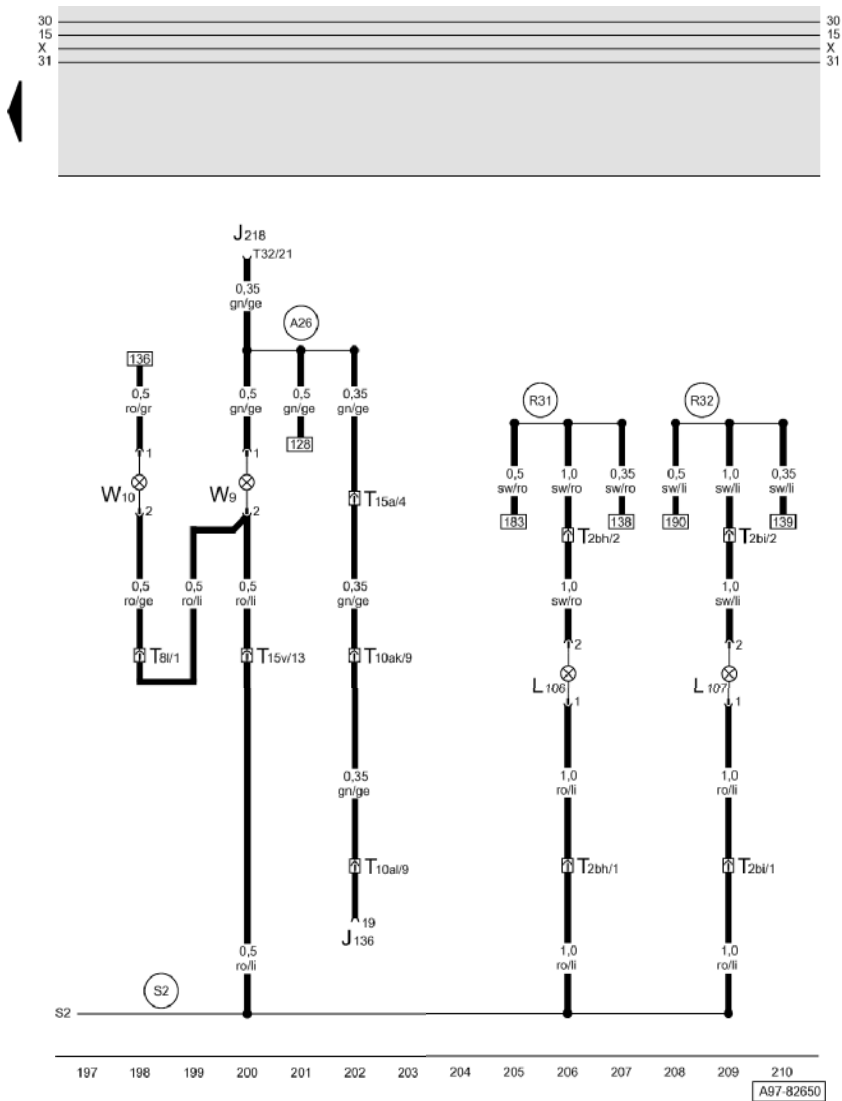 30 30
15 15
X X
31 31
J218
T32/21
0,35
gn/ge
A26
136
0,5 0,5 0,5 0,35
ro/gr gn/ge gn/ge gn/ge
128
R31 R32
1 1
0,5 1,0 0,35 0,5 1,0 0,35
sw/ro sw/ro sw/ro sw/li sw/li sw/li
W10 W9 T15a/4
2 2
183 138 190 139
T2bh/2 T2bi/2
0,5 0,5 0,5 0,35 1,0 1,0
ro/ge ro/li ro/li gn/ge sw/ro sw/li
T8l/1 T15v/13 T10ak/9
2 2
L106 L107
1 1
0,35 1,0 1,0
gn/ge ro/li ro/li
T10al/9 T2bh/1 T2bi/1
19
J136
0,5 1,0 1,0
ro/li ro/li ro/li
S2
S2
197 198 199 200 201 202 203 204 205 206 207 208 209 210
A97-82650